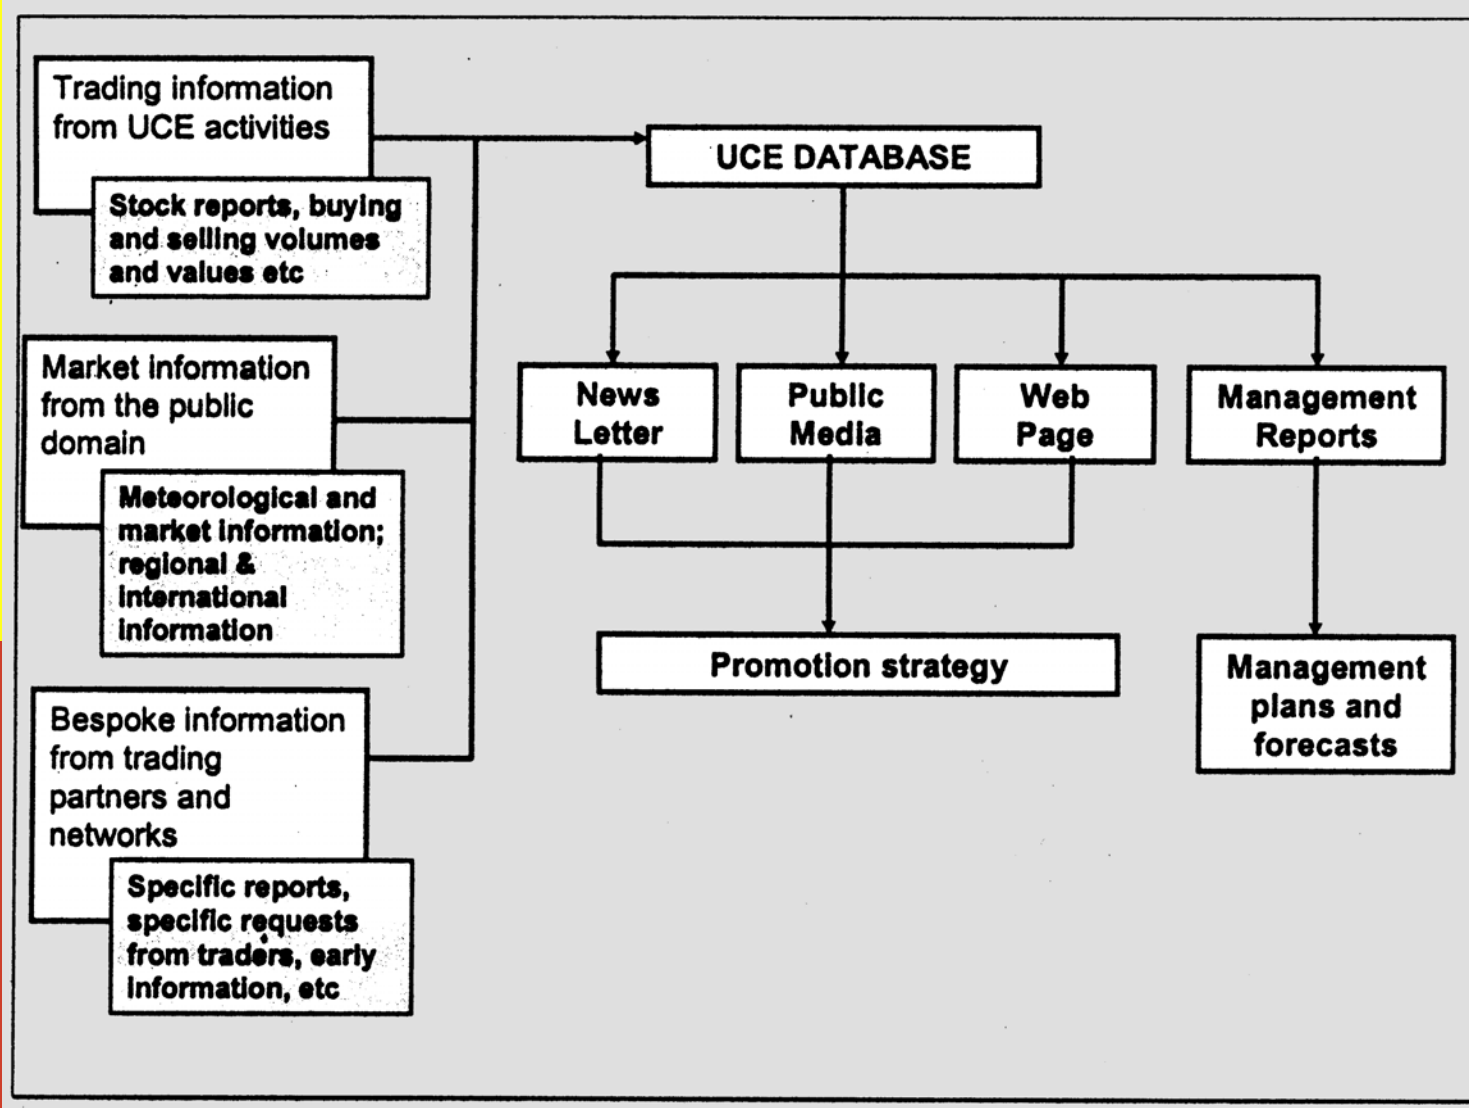 Trading information
from UCE activities
Stock reports, buying
and selling volumes
and values etc
Market information
from the public
domain
Meteorological and
market information;
regional &
international
information
Bespoke information
from trading
partners and
networks
Specific reports,
specific requests
from traders, early
information, etc
UCE DATABASE
News
Letter
Public
Media
Web
Page
Management
Reports
Promotion strategy
Management
plans and
forecasts